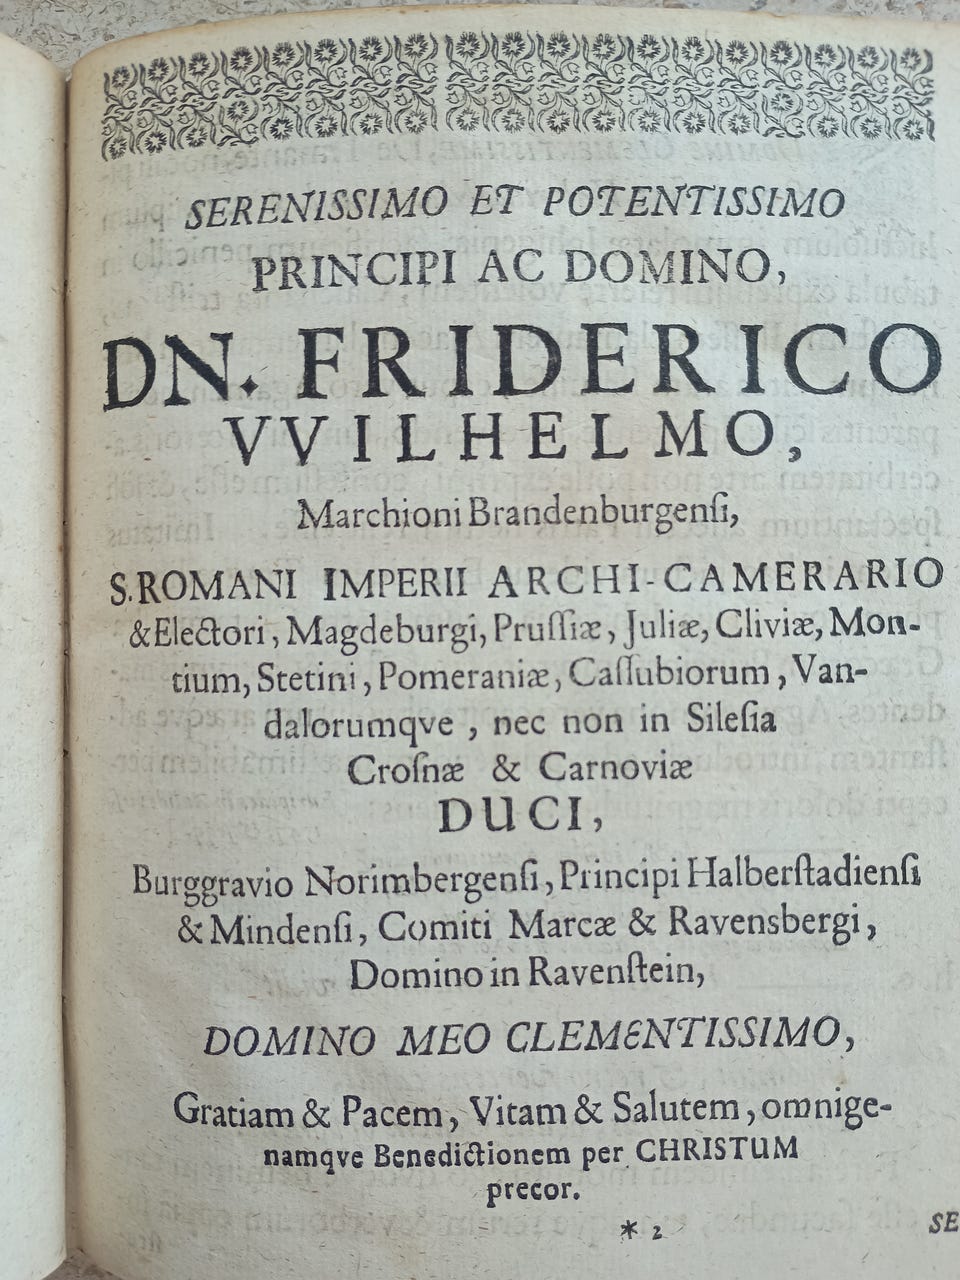 SERENISSIMO ET POTENTISSIMO
PRINCIPI AC DOMINO,
DN. FRIDERICO
VVILHELMO,
Marchioni Brandenburgenſi,
S. ROMANI IMPERII ARCHI-CAMERARIO
& Electori, Magdeburgi, Pruſſiæ, Juliæ, Cliviæ, Mon-
tium, Stetini, Pomeraniæ, Caſſubiorum, Van-
dalorumqve, nec non in Sileſia
Croſnæ & Carnoviæ
DUCI,
Burggravio Norimbergenſi, Principi Halberſtadienſi
& Mindenſi, Comiti Marcæ & Ravensbergi,
Domino in Ravenſtein,
DOMINO MEO CLEMENTISSIMO,
Gratiam & Pacem, Vitam & Salutem, omnige-
namqve Benedictionem per CHRISTUM
precor.
* 2
SE